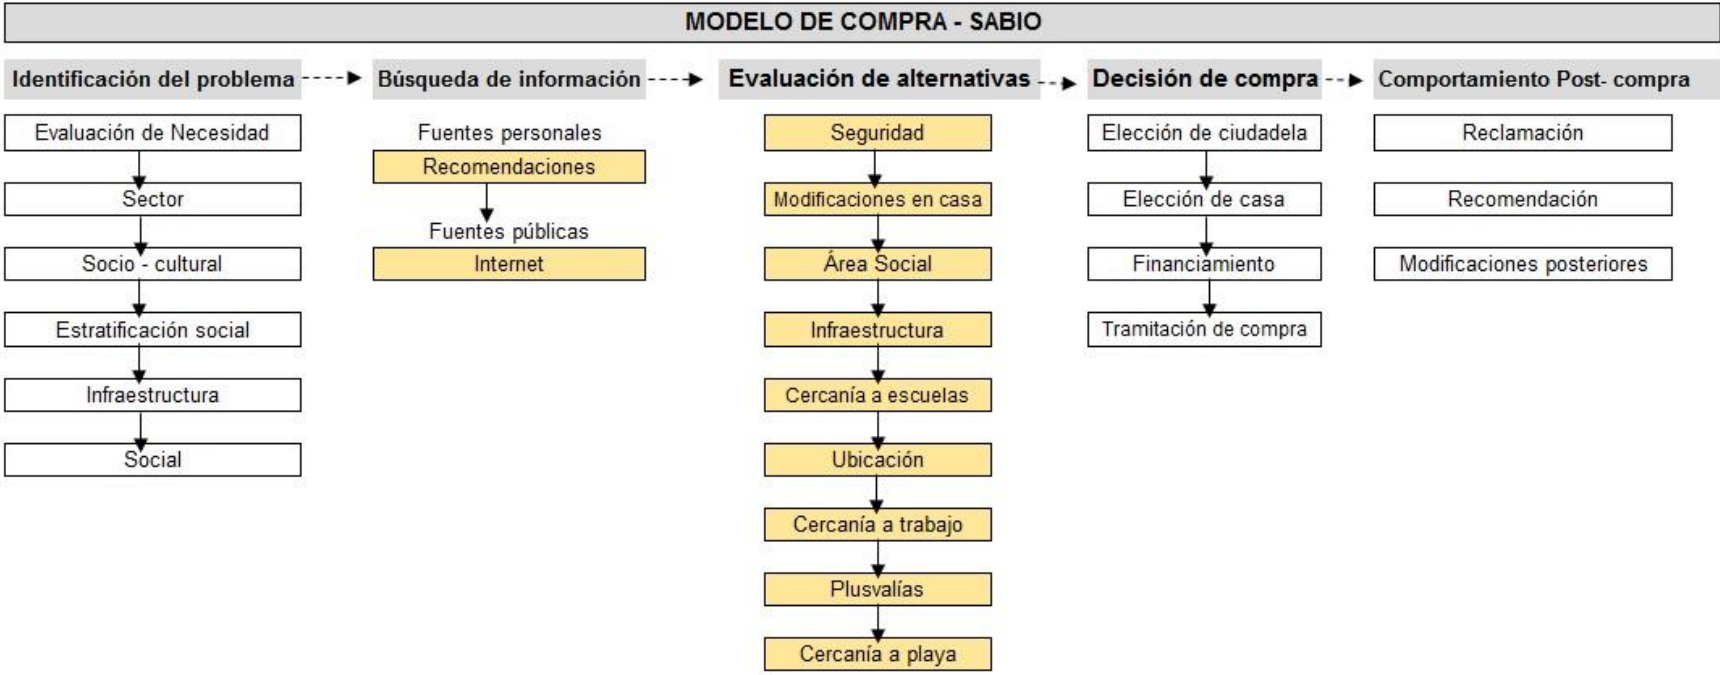 MODELO DE COMPRA - SABIO
Identificación del problema
Evaluación de Necesidad
Sector
Socio - cultural
Estratificación social
Infraestructura
Social
Búsqueda de información
Fuentes personales
Recomendaciones
Fuentes públicas
Internet
Evaluación de alternativas
Seguridad
Modificaciones en casa
Área Social
Infraestructura
Cercanía a escuelas
Ubicación
Cercanía a trabajo
Plusvalías
Cercanía a playa
Decisión de compra
Elección de ciudadela
Elección de casa
Financiamiento
Tramitación de compra
Comportamiento Post- compra
Reclamación
Recomendación
Modificaciones posteriores